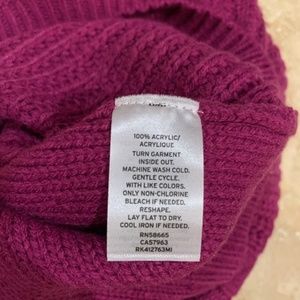 100% ACRYLIC/
ACRYLIQUE
TURN GARMENT
INSIDE OUT.
MACHINE WASH COLD.
GENTLE CYCLE.
WITH LIKE COLORS.
ONLY NON-CHLORINE
BLEACH IF NEEDED.
RESHAPE.
LAY FLAT TO DRY.
COOL IRON IF NEEDED.
RN58665
CA57963
RK412763MI